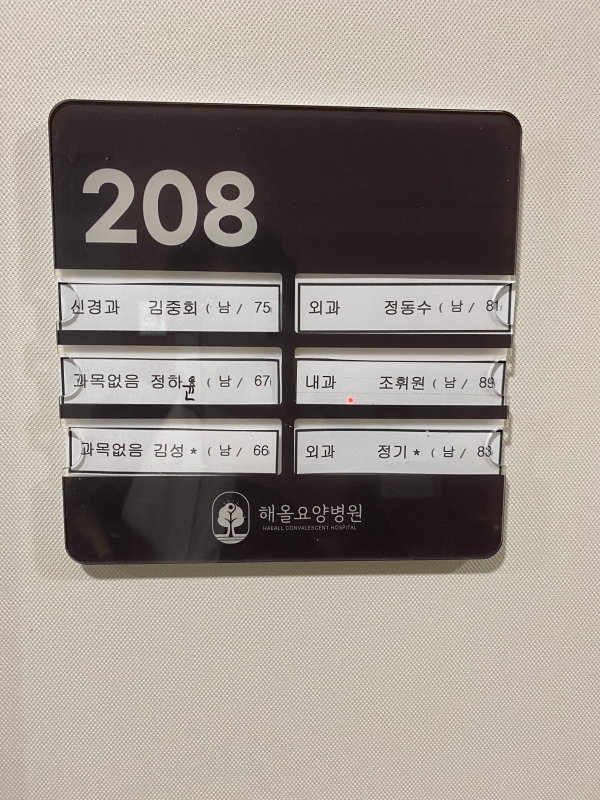 208
신경과 김중회 ( 남 / 75
외과 정동수 ( 남 / 81
과목없음 정하윤 ( 남 / 67
내과 조휘원 ( 남 / 89
과목없음 김성 * ( 남 / 66
외과 정기 * ( 남 / 83
해올요양병원
HAEALL CONVALESCENT HOSPITAL